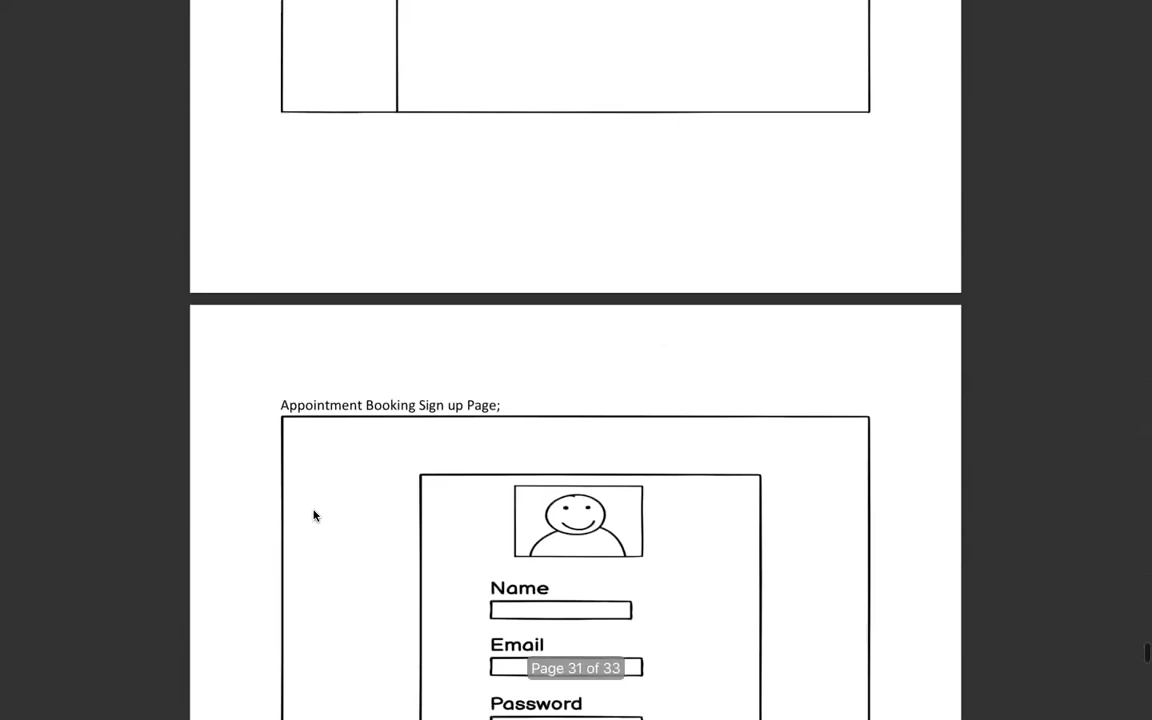 Appointment Booking Sign up Page;
Name
Email
Page 31 of 33
Password